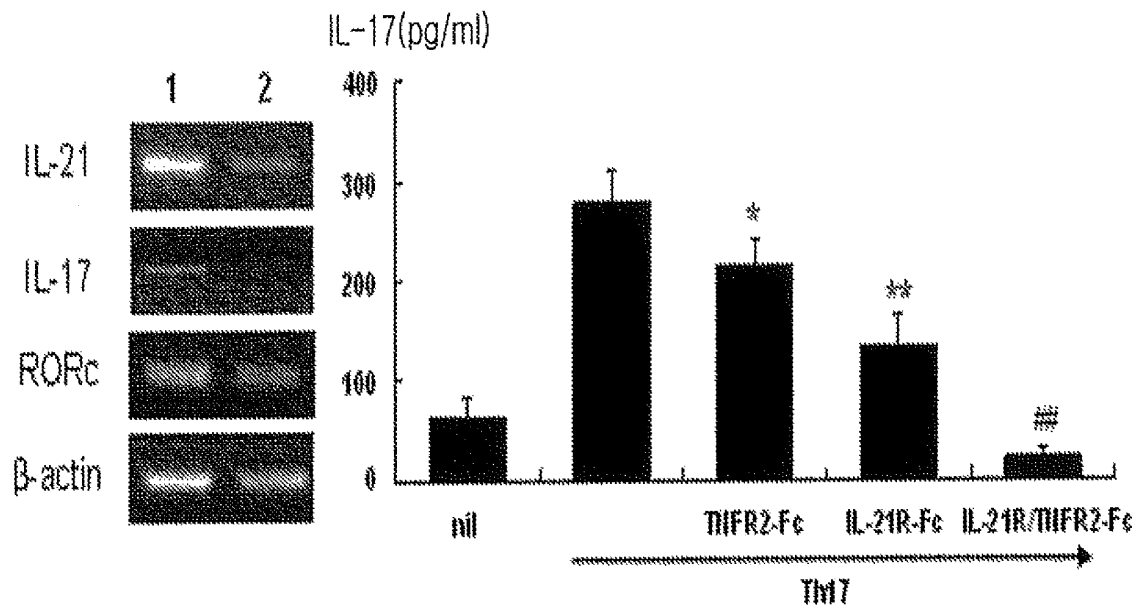 IL-17(pg/ml)
1 2
IL-21
IL-17
RORc
β-actin
400
300
200
100
0
*
**
##
nil TNFR2-Fc IL-21R-Fc IL-21R/TNFR2-Fc
Th17